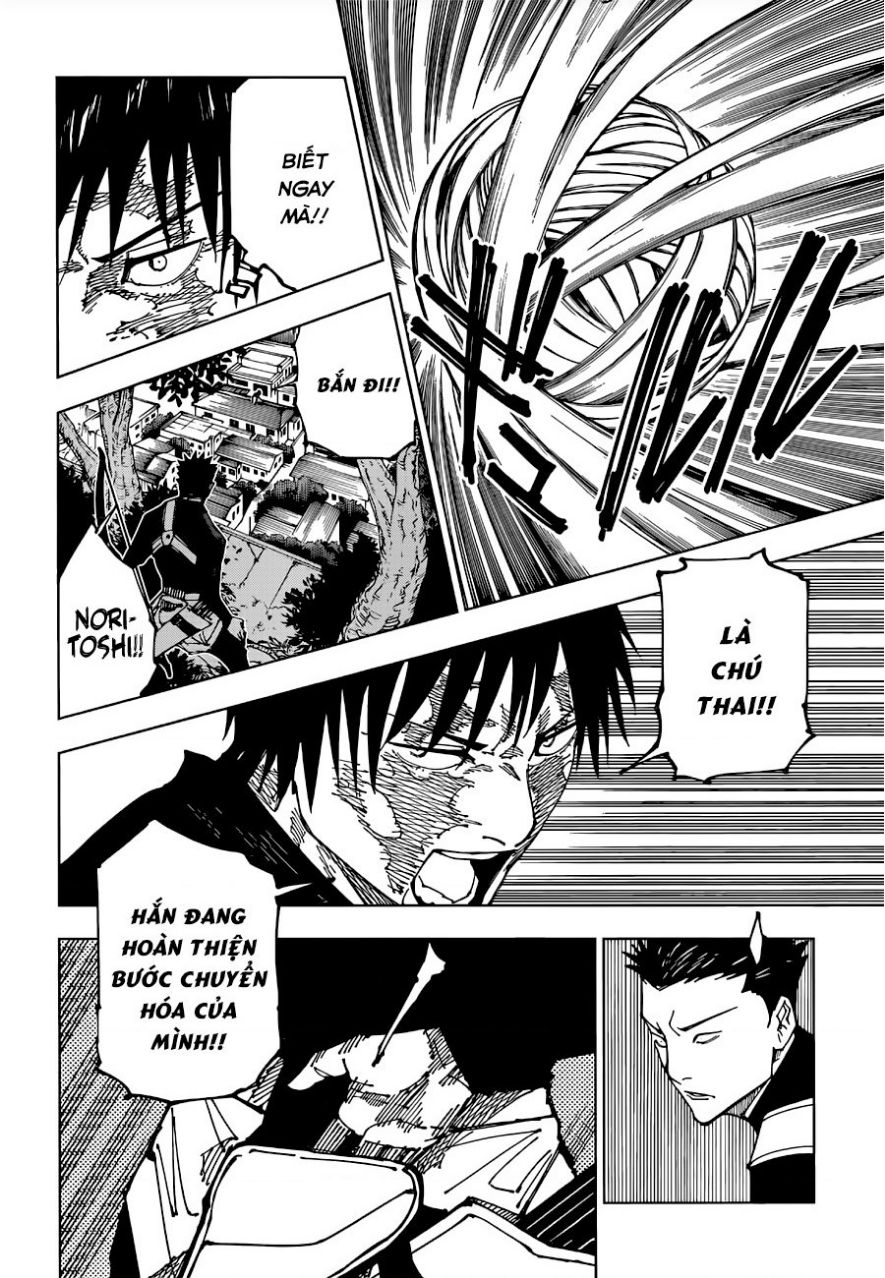 BIẾT
NGAY
MÀ!!
BẮN ĐI!!
NORI-
TOSHI!!
LÀ
CHÚ
THAI!!
HẮN ĐANG
HOÀN THIỆN
BƯỚC CHUYỂN
HÓA CỦA
MÌNH!!